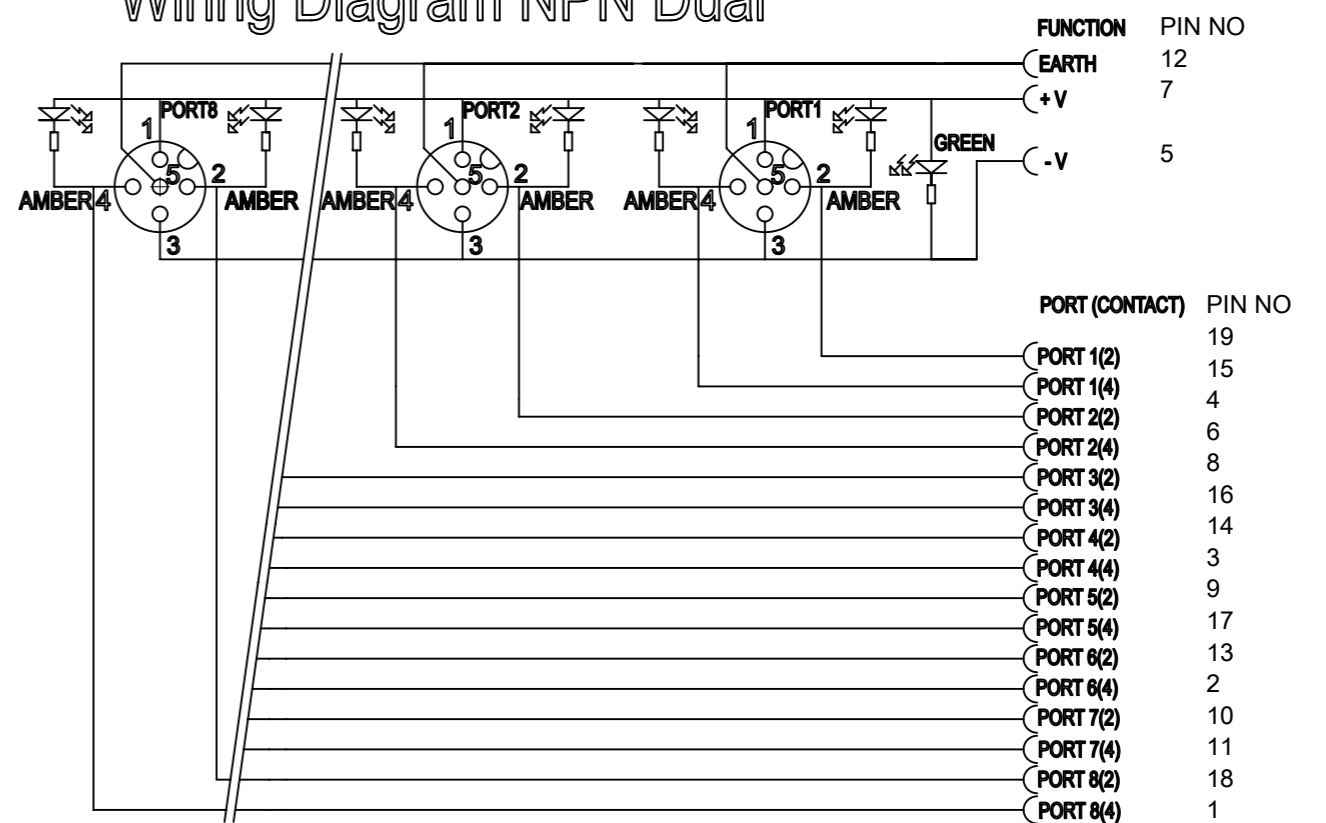 Wiring Diagram NPN Dual
FUNCTION PIN NO
EARTH 12
+V 7
-V 5
PORT8 PORT2 PORT1
1 1 1
GREEN
5 2 5 2 5 2
AMBER 4 AMBER AMBER 4 AMBER AMBER 4 AMBER
3 3 3
PORT (CONTACT) PIN NO
PORT 1(2) 19
PORT 1(4) 15
PORT 2(2) 4
PORT 2(4) 6
PORT 3(2) 8
PORT 3(4) 16
PORT 4(2) 14
PORT 4(4) 3
PORT 5(2) 9
PORT 5(4) 17
PORT 6(2) 13
PORT 6(4) 2
PORT 7(2) 10
PORT 7(4) 11
PORT 8(2) 18
PORT 8(4) 1